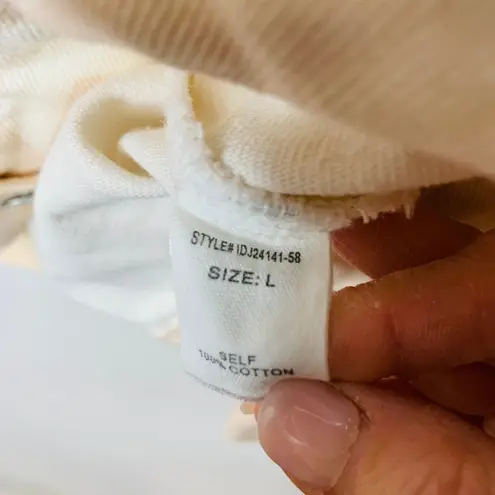 STYLE# IDJ24141-58
SIZE: L
SELF
100% COTTON